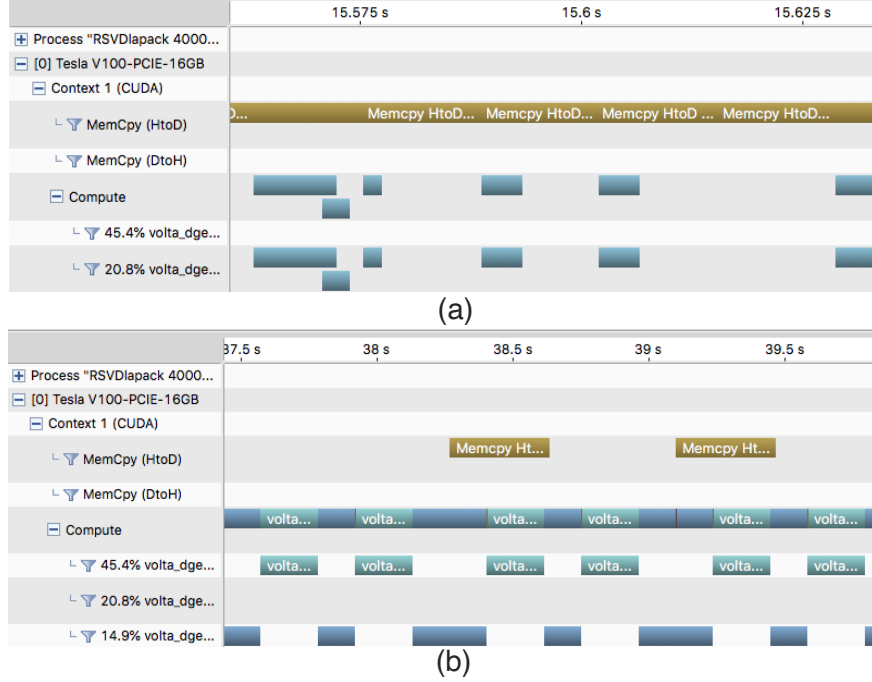 15.575 s 15.6 s 15.625 s
Process "RSVDlapack 4000...
[0] Tesla V100-PCIE-16GB
Context 1 (CUDA)
MemCpy (HtoD) D... Memcpy HtoD... Memcpy HtoD... Memcpy HtoD ... Memcpy HtoD...
MemCpy (DtoH)
Compute
45.4% volta_dge...
20.8% volta_dge...
(a)
37.5 s 38 s 38.5 s 39 s 39.5 s
Process "RSVDlapack 4000...
[0] Tesla V100-PCIE-16GB
Context 1 (CUDA)
MemCpy (HtoD) Memcpy Ht... Memcpy Ht...
MemCpy (DtoH)
Compute volta... volta... volta... volta... volta... volta...
45.4% volta_dge... volta... volta... volta... volta... volta... volta...
20.8% volta_dge...
14.9% volta_dge...
(b)